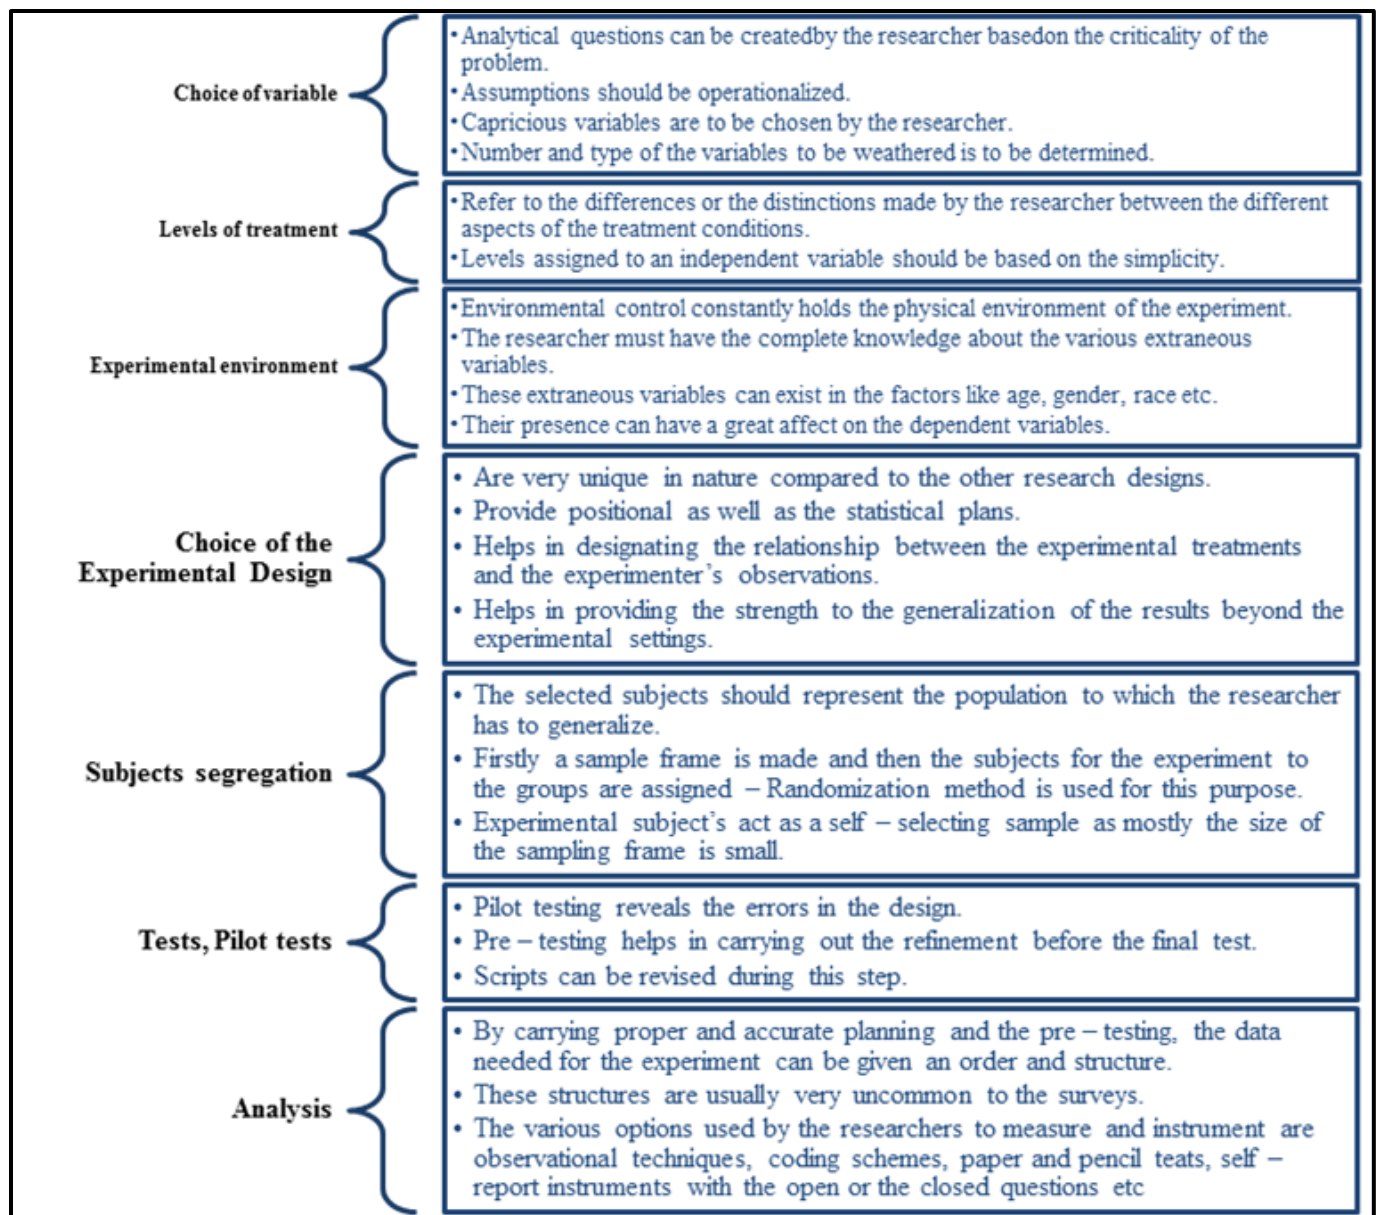 Choice of variable
•Analytical questions can be createdby the researcher basedon the criticality of the
problem.
•Assumptions should be operationalized.
•Capricious variables are to be chosen by the researcher.
•Number and type of the variables to be weathered is to be determined.
Levels of treatment
•Refer to the differences or the distinctions made by the researcher between the different
aspects of the treatment conditions.
•Levels assigned to an independent variable should be based on the simplicity.
Experimental environment
•Environmental control constantly holds the physical environment of the experiment.
•The researcher must have the complete knowledge about the various extraneous
variables.
•These extraneous variables can exist in the factors like age, gender, race etc.
•Their presence can have a great affect on the dependent variables.
Choice of the
Experimental Design
• Are very unique in nature compared to the other research designs.
• Provide positional as well as the statistical plans.
• Helps in designating the relationship between the experimental treatments
and the experimenter's observations.
• Helps in providing the strength to the generalization of the results beyond the
experimental settings.
Subjects segregation
• The selected subjects should represent the population to which the researcher
has to generalize.
• Firstly a sample frame is made and then the subjects for the experiment to
the groups are assigned – Randomization method is used for this purpose.
• Experimental subject's act as a self – selecting sample as mostly the size of
the sampling frame is small.
Tests, Pilot tests
• Pilot testing reveals the errors in the design.
• Pre – testing helps in carrying out the refinement before the final test.
• Scripts can be revised during this step.
Analysis
• By carrying proper and accurate planning and the pre – testing, the data
needed for the experiment can be given an order and structure.
• These structures are usually very uncommon to the surveys.
• The various options used by the researchers to measure and instrument are
observational techniques, coding schemes, paper and pencil teats, self –
report instruments with the open or the closed questions etc